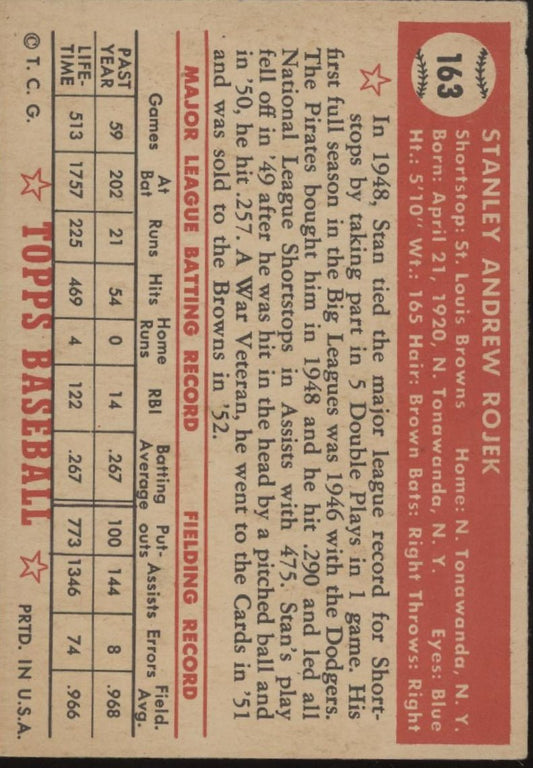 163
STANLEY ANDREW ROJEK
Shortstop: St. Louis Browns Home: N. Tonawanda, N. Y.
Born: April 21, 1920, N. Tonawanda, N. Y. Eyes: Blue
Ht.: 5'10" Wt.: 165 Hair: Brown Bats: Right Throws: Right
In 1948, Stan tied the major league record for Short-
stops by taking part in 5 Double Plays in 1 game. His
first full season in the Big Leagues was 1946 with the Dodgers.
The Pirates bought him in 1948 and he hit .290 and led all
National League Shortstops in Assists with 475. Stan's play
fell off in '49 after he was hit in the head by a pitched ball and
in '50, he hit .257. A War Veteran, he went to the Cards in '51
and was sold to the Browns in '52.
MAJOR LEAGUE BATTING RECORD FIELDING RECORD
Games At Bat Runs Hits Home Runs RBI Batting Average Put-outs Assists Errors Field. Avg.
PAST YEAR 59 202 21 54 0 14 .267 100 144 8 .968
LIFE-TIME 513 1757 225 469 4 122 .267 773 1346 74 .966
© T. C. G. TOPPS BASEBALL PRTD. IN U.S.A.